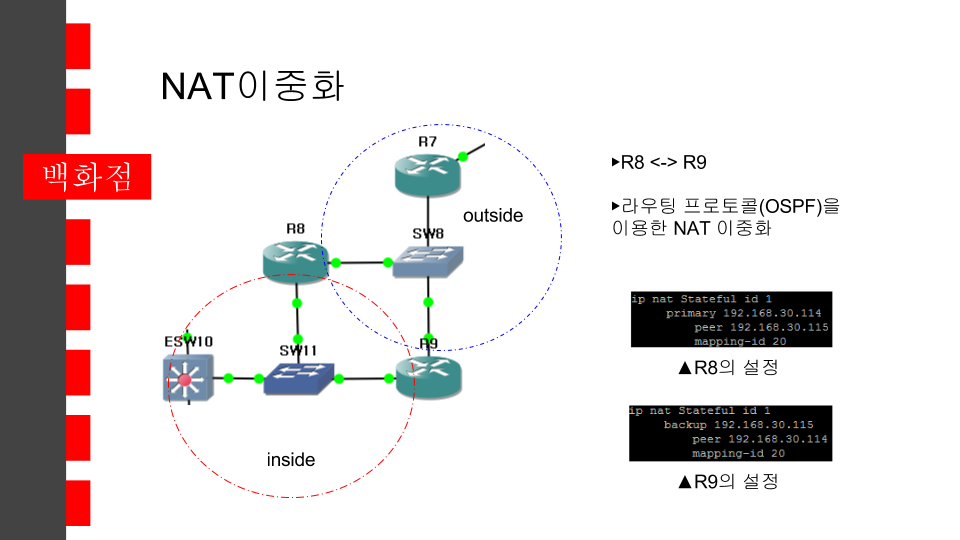 NAT이중화
백화점
R7
outside
SW8
R8
R9
ESW10
SW11
inside
▶R8 <-> R9
▶라우팅 프로토콜(OSPF)을
이용한 NAT 이중화
ip nat Stateful id 1
primary 192.168.30.114
peer 192.168.30.115
mapping-id 20
▲R8의 설정
ip nat Stateful id 1
backup 192.168.30.115
peer 192.168.30.114
mapping-id 20
▲R9의 설정